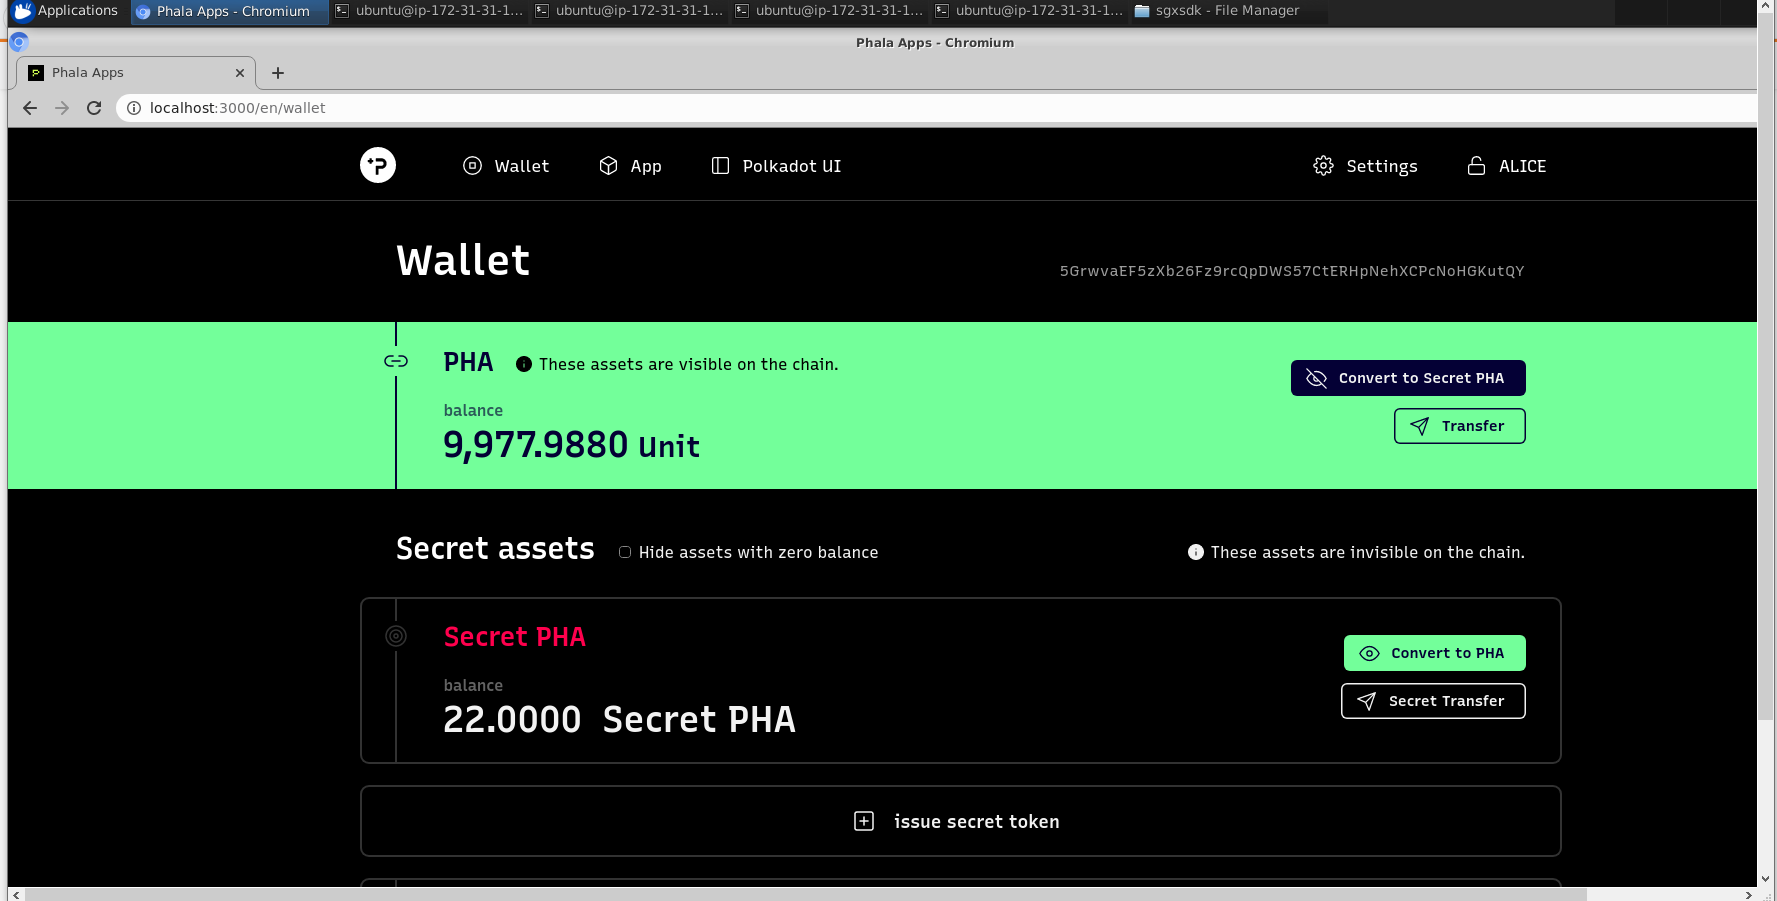 Applications
Phala Apps - Chromium
ubuntu@ip-172-31-31-1...
ubuntu@ip-172-31-31-1...
ubuntu@ip-172-31-31-1...
ubuntu@ip-172-31-31-1...
sgxsdk - File Manager
Phala Apps - Chromium
Phala Apps
localhost:3000/en/wallet
Wallet
App
Polkadot UI
Settings
ALICE
Wallet
5GrwvaEF5zXb26Fz9rcQpDWS57CtERHpNehXCPcNoHGKutQY
PHA
These assets are visible on the chain.
Convert to Secret PHA
balance
Transfer
9,977.9880 Unit
Secret assets
Hide assets with zero balance
These assets are invisible on the chain.
Secret PHA
Convert to PHA
balance
Secret Transfer
22.0000 Secret PHA
issue secret token